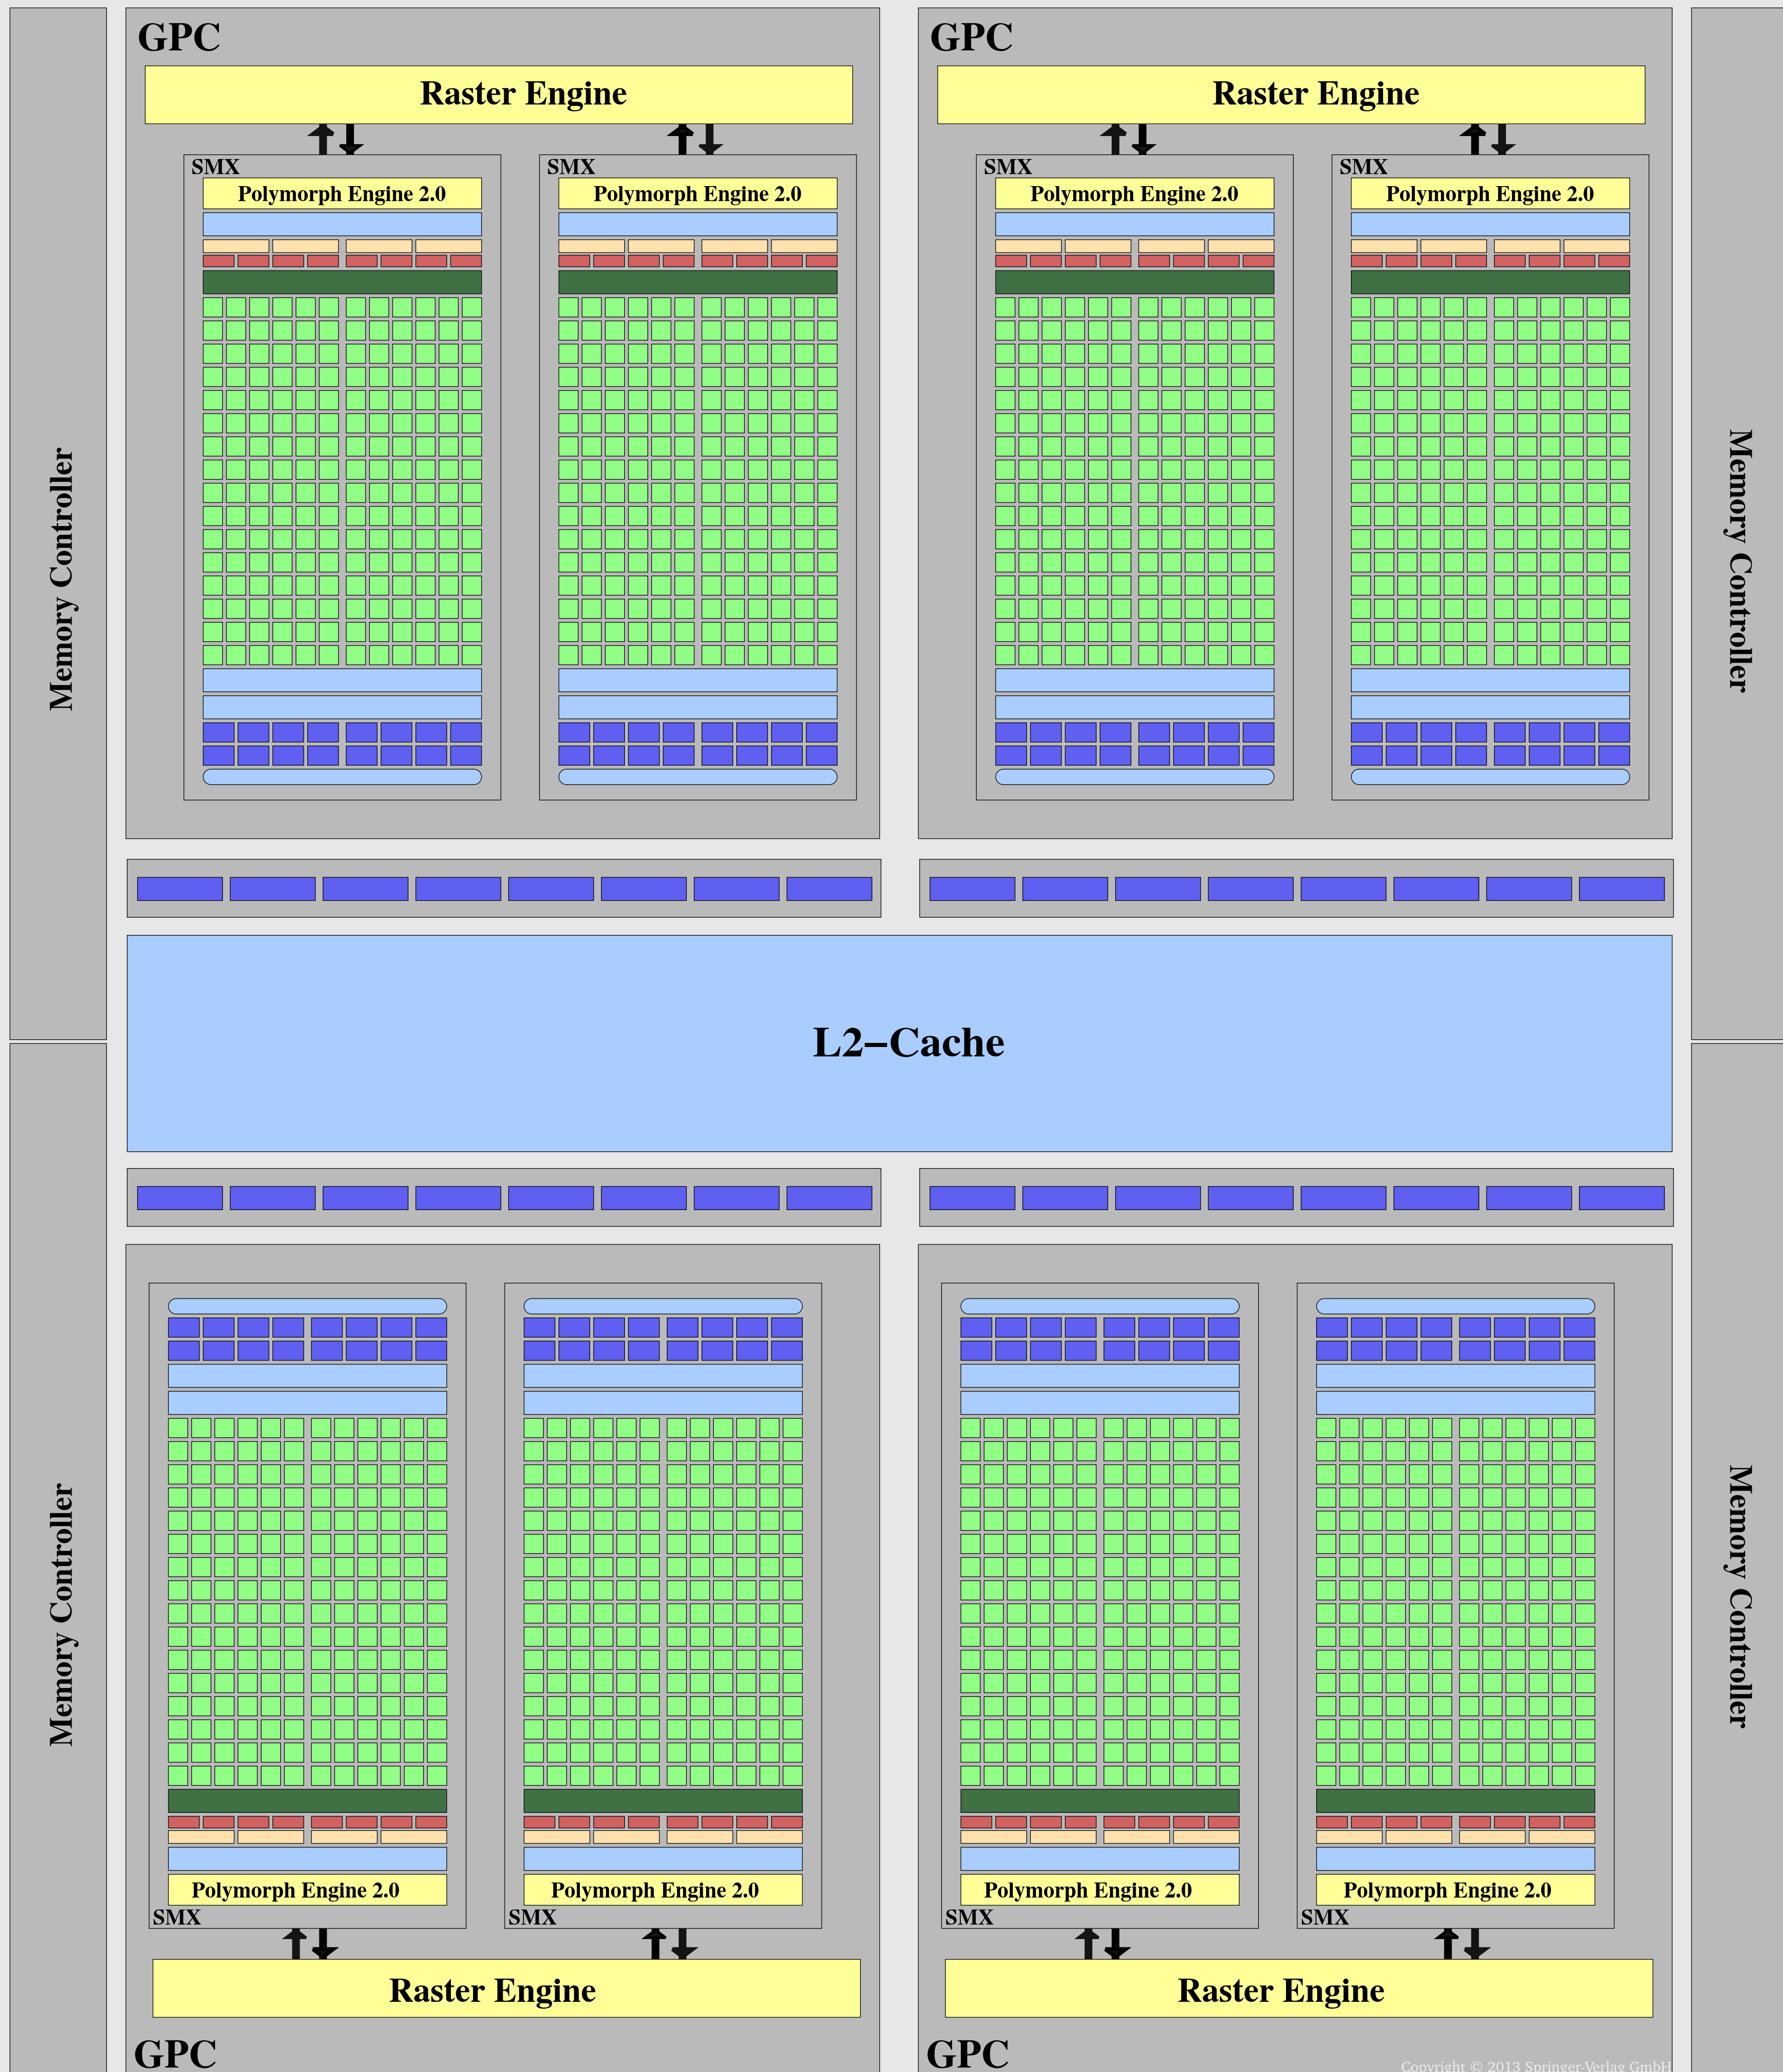 GPC
GPC
Raster Engine
Raster Engine
SMX
SMX
SMX
SMX
Polymorph Engine 2.0
Polymorph Engine 2.0
Polymorph Engine 2.0
Polymorph Engine 2.0
Memory Controller
Memory Controller
L2−Cache
Memory Controller
Memory Controller
Polymorph Engine 2.0
Polymorph Engine 2.0
Polymorph Engine 2.0
Polymorph Engine 2.0
SMX
SMX
SMX
SMX
Raster Engine
Raster Engine
GPC
GPC
Copyright © 2013 Springer-Verlag GmbH